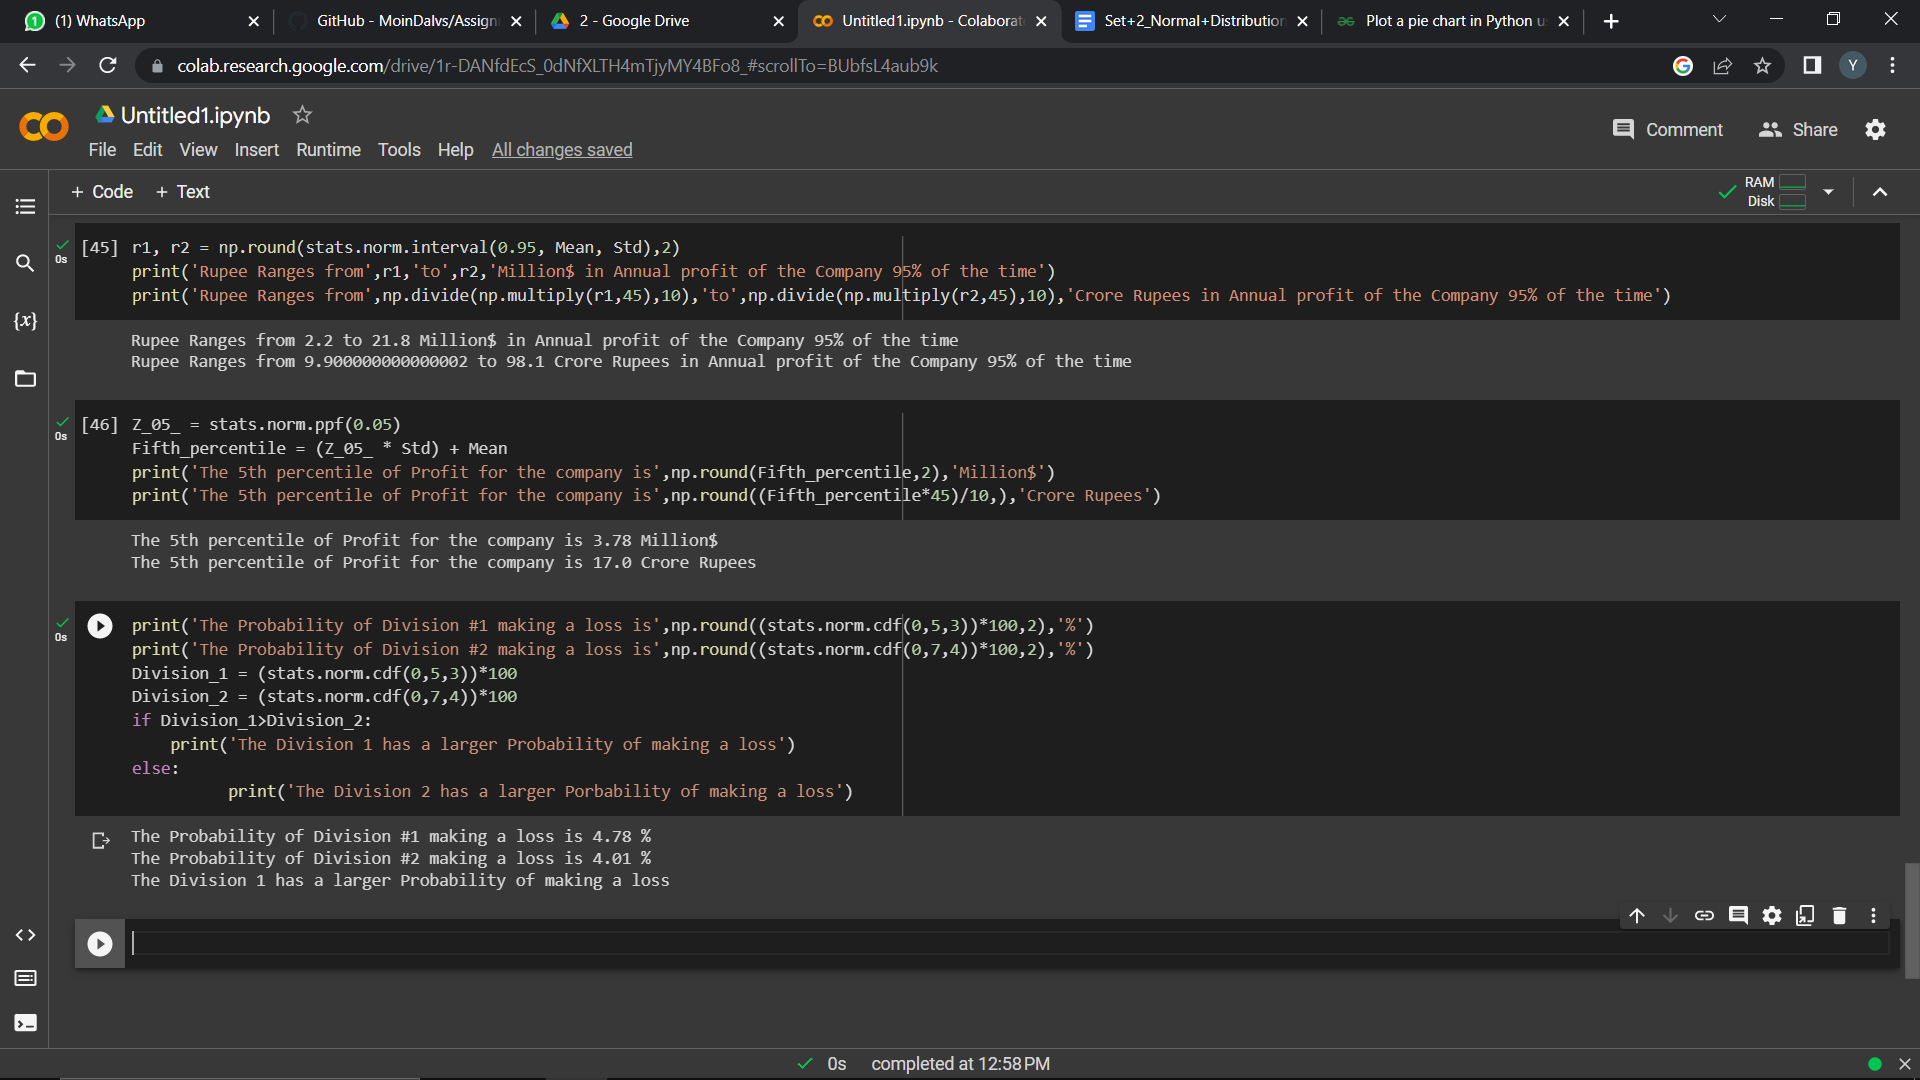 (1) WhatsApp
GitHub - MoinDalvs/Assign
2 - Google Drive
Untitled1.ipynb - Colaborat
Set+2_Normal+Distribution
Plot a pie chart in Python u
colab.research.google.com/drive/1r-DANfdEcS_0dNfXLTH4mTjyMY4BFo8_#scrollTo=BUbfsL4aub9k
Y
Untitled1.ipynb
Comment
Share
File Edit View Insert Runtime Tools Help All changes saved
+ Code + Text
RAM
Disk
[45] r1, r2 = np.round(stats.norm.interval(0.95, Mean, Std),2)
0s
print('Rupee Ranges from',r1,'to',r2,'Million$ in Annual profit of the Company 95% of the time')
print('Rupee Ranges from',np.divide(np.multiply(r1,45),10),'to',np.divide(np.multiply(r2,45),10),'Crore Rupees in Annual profit of the Company 95% of the time')
Rupee Ranges from 2.2 to 21.8 Million$ in Annual profit of the Company 95% of the time
Rupee Ranges from 9.900000000000002 to 98.1 Crore Rupees in Annual profit of the Company 95% of the time
[46] Z_05_ = stats.norm.ppf(0.05)
0s
Fifth_percentile = (Z_05_ * Std) + Mean
print('The 5th percentile of Profit for the company is',np.round(Fifth_percentile,2),'Million$')
print('The 5th percentile of Profit for the company is',np.round((Fifth_percentile*45)/10,),'Crore Rupees')
The 5th percentile of Profit for the company is 3.78 Million$
The 5th percentile of Profit for the company is 17.0 Crore Rupees
print('The Probability of Division #1 making a loss is',np.round((stats.norm.cdf(0,5,3))*100,2),'%')
0s
print('The Probability of Division #2 making a loss is',np.round((stats.norm.cdf(0,7,4))*100,2),'%')
Division_1 = (stats.norm.cdf(0,5,3))*100
Division_2 = (stats.norm.cdf(0,7,4))*100
if Division_1>Division_2:
    print('The Division 1 has a larger Probability of making a loss')
else:
          print('The Division 2 has a larger Porbability of making a loss')
The Probability of Division #1 making a loss is 4.78 %
The Probability of Division #2 making a loss is 4.01 %
The Division 1 has a larger Probability of making a loss
{x}
0s completed at 12:58 PM